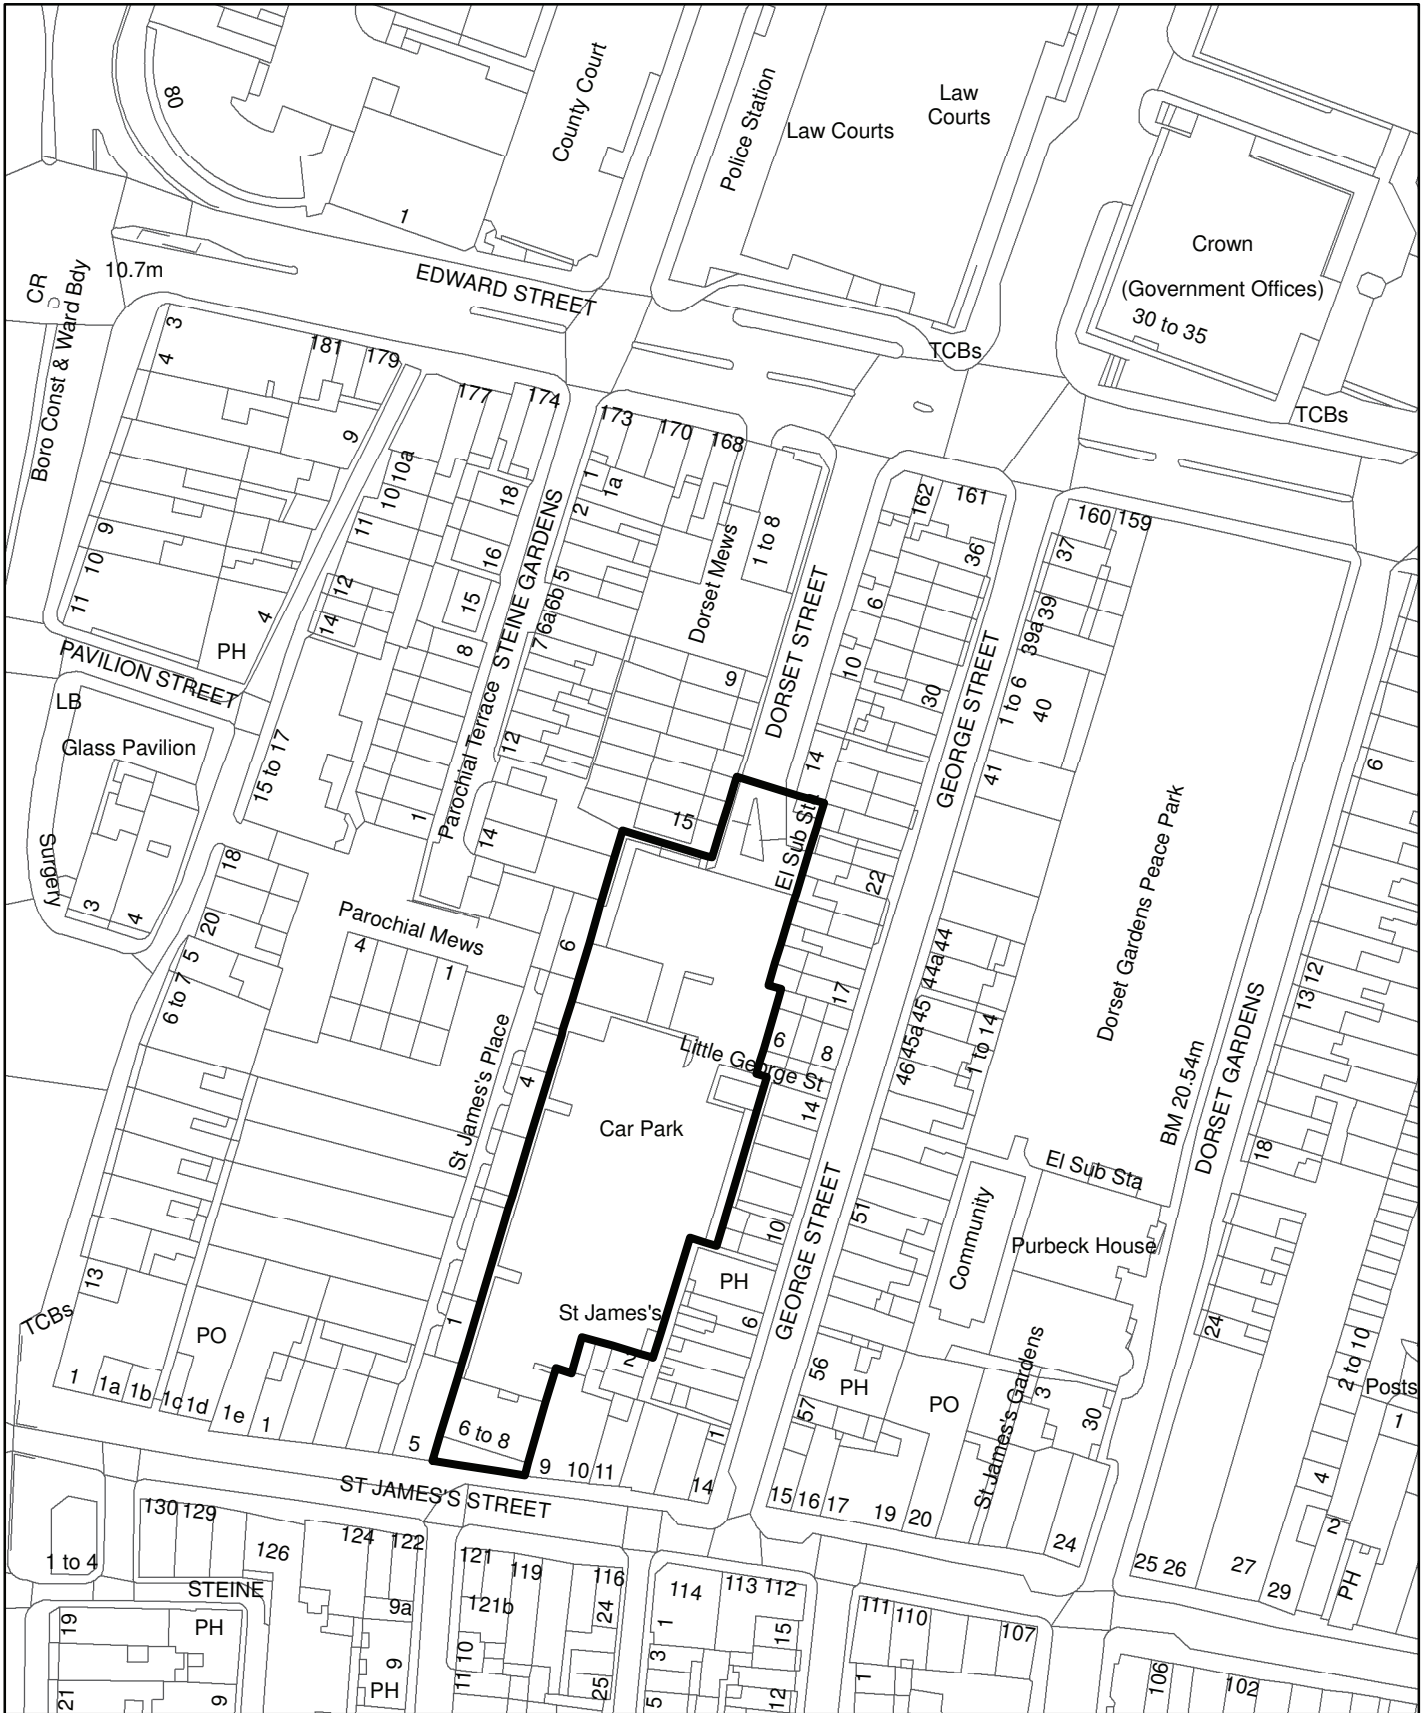 80
County Court
Police Station
Law Courts
Law
Courts
Crown
(Government Offices)
30 to 35
1
CR
10.7m
Boro Const & Ward Bdy
EDWARD STREET
TCBs
TCBs
3
4
181
179
9
177
174
173
170
168
1
1a
10a
10
11
18
2
16
15
12
14
8
5
6b
6a
7
STEINE GARDENS
Dorset Mews
1 to 8
DORSET STREET
162
161
36
6
10
30
GEORGE STREET
160
159
37
39
39a
1 to 6
40
41
9
10
11
4
PH
PAVILION STREET
LB
Glass Pavilion
Surgery
3
4
15 to 17
Parochial Terrace
12
1
14
9
15
14
El Sub Sta
22
Dorset Gardens Peace Park
6
18
20
5
6 to 7
Parochial Mews
4
1
6
17
6
8
Little George St
14
44
44a
45
45a
46
1 to 14
12
13
DORSET GARDENS
BM 20.54m
St James's Place
4
Car Park
El Sub Sta
18
Community
Purbeck House
51
10
GEORGE STREET
13
TCBs
PO
1
St James's
PH
6
2
24
2 to 10
Posts
1
1
1a
1b
1c
1d
1e
1
5
6 to 8
9
10
11
14
1
56
PH
57
PO
St James's Gardens
3
30
15
16
17
19
20
24
25
26
27
29
4
2
PH
ST JAMES'S STREET
1 to 4
130
129
126
124
122
121
119
116
114
113
112
111
110
107
STEINE
19
PH
9a
121b
24
1
15
9
PH
10
11
3
25
5
12
1
21
9
106
102